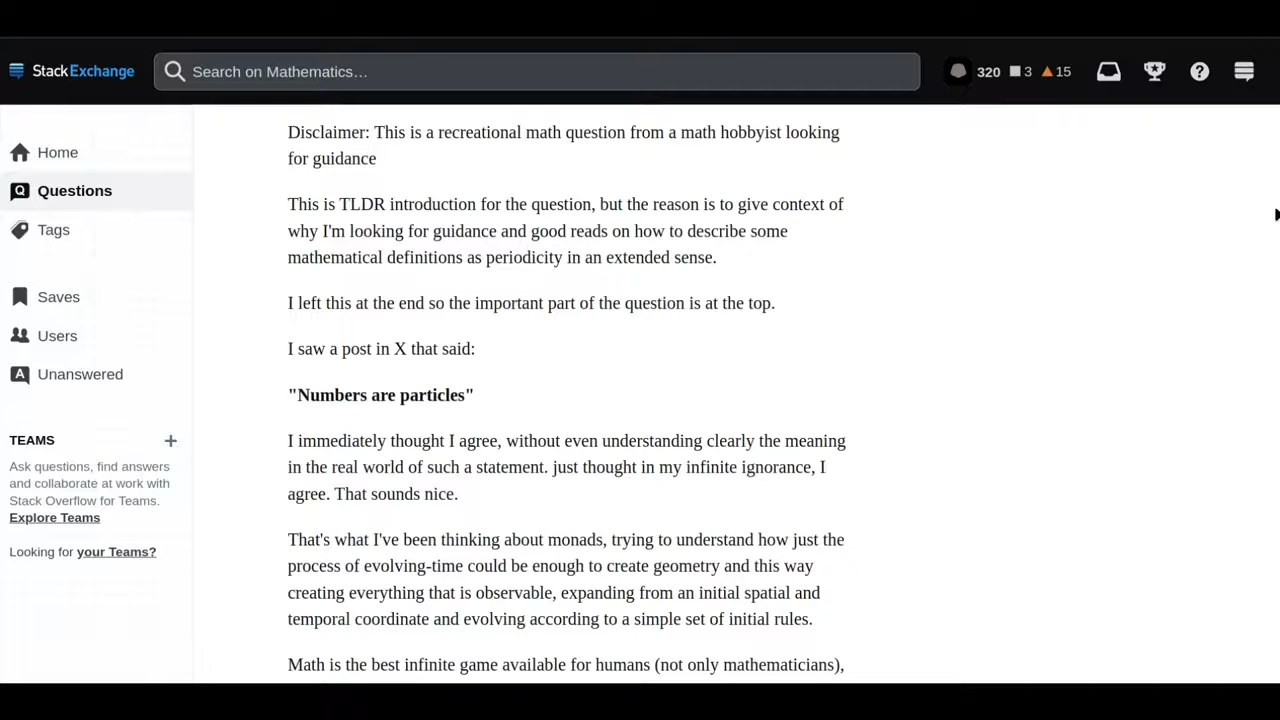 StackExchange
Search on Mathematics…
320 3 15
Home
Questions
Tags
Saves
Users
Unanswered
TEAMS
Ask questions, find answers
and collaborate at work with
Stack Overflow for Teams.
Explore Teams
Looking for your Teams?
Disclaimer: This is a recreational math question from a math hobbyist looking
for guidance
This is TLDR introduction for the question, but the reason is to give context of
why I'm looking for guidance and good reads on how to describe some
mathematical definitions as periodicity in an extended sense.
I left this at the end so the important part of the question is at the top.
I saw a post in X that said:
"Numbers are particles"
I immediately thought I agree, without even understanding clearly the meaning
in the real world of such a statement. just thought in my infinite ignorance, I
agree. That sounds nice.
That's what I've been thinking about monads, trying to understand how just the
process of evolving-time could be enough to create geometry and this way
creating everything that is observable, expanding from an initial spatial and
temporal coordinate and evolving according to a simple set of initial rules.
Math is the best infinite game available for humans (not only mathematicians),